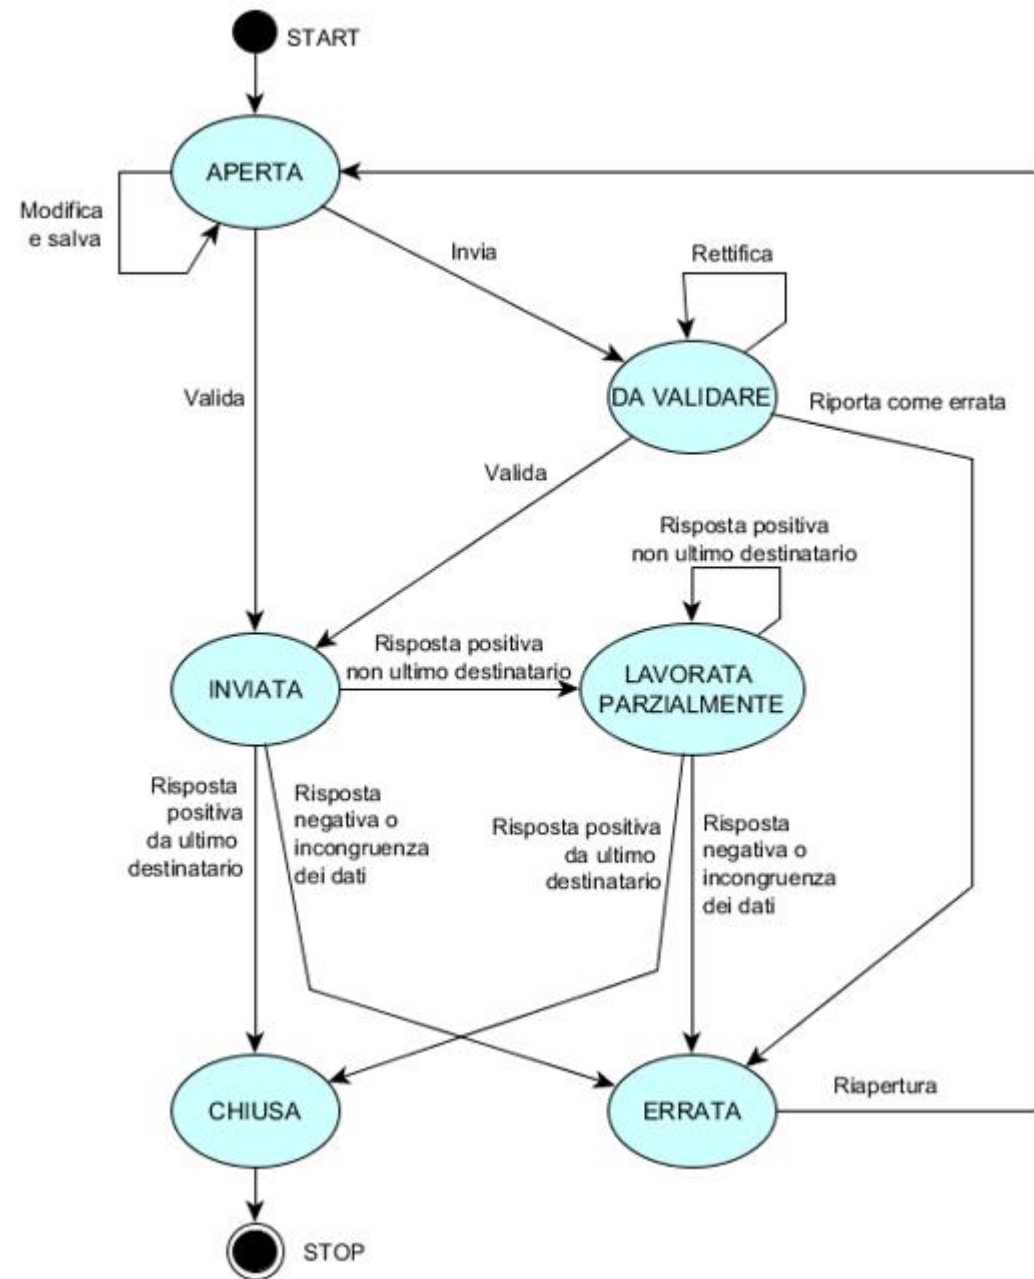 START
APERTA
Modifica
e salva
Invia
Rettifica
Valida
DA VALIDARE
Riporta come errata
Valida
Risposta positiva
non ultimo destinatario
Risposta positiva
non ultimo destinatario
INVIATA
LAVORATA
PARZIALMENTE
Risposta
positiva
da ultimo
destinatario
Risposta
negativa o
incongruenza
dei dati
Risposta positiva
da ultimo
destinatario
Risposta
negativa o
incongruenza
dei dati
CHIUSA
ERRATA
Riapertura
STOP